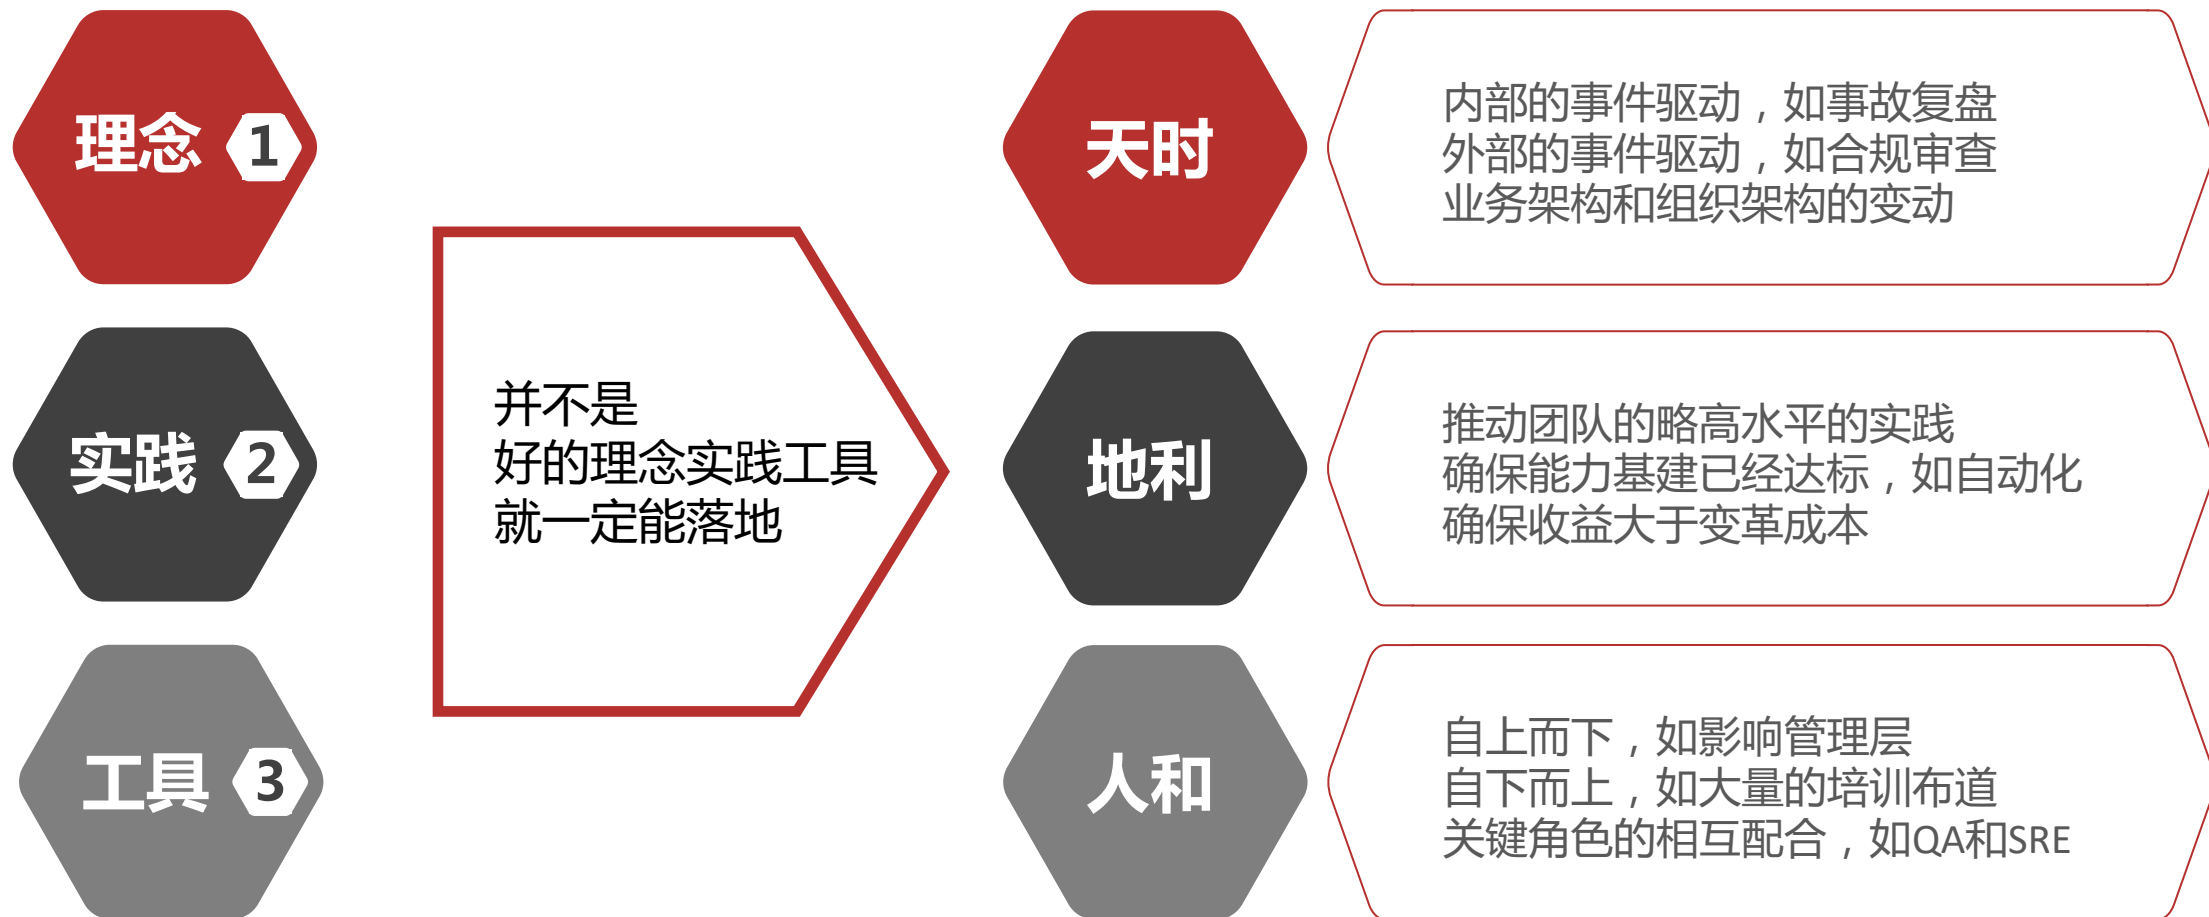 理念 1
实践 2
工具 3
并不是
好的理念实践工具
就一定能落地
天时
内部的事件驱动，如事故复盘
外部的事件驱动，如合规审查
业务架构和组织架构的变动
地利
推动团队的略高水平的实践
确保能力基建已经达标，如自动化
确保收益大于变革成本
人和
自上而下，如影响管理层
自下而上，如大量的培训布道
关键角色的相互配合，如QA和SRE